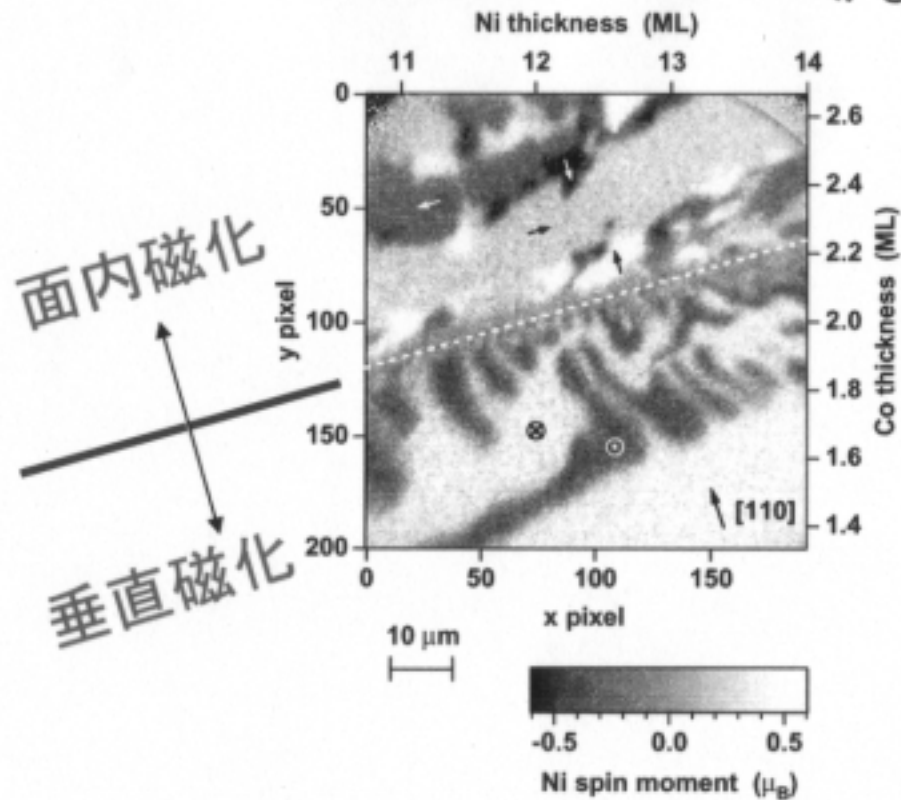 Ni thickness (ML)
11 12 13 14
0
50
100
150
200
y pixel
2.6
2.4
2.2
2.0
1.8
1.6
1.4
Co thickness (ML)
面内磁化
垂直磁化
[110]
0 50 100 150
x pixel
10 μm
-0.5 0.0 0.5
Ni spin moment (μB)